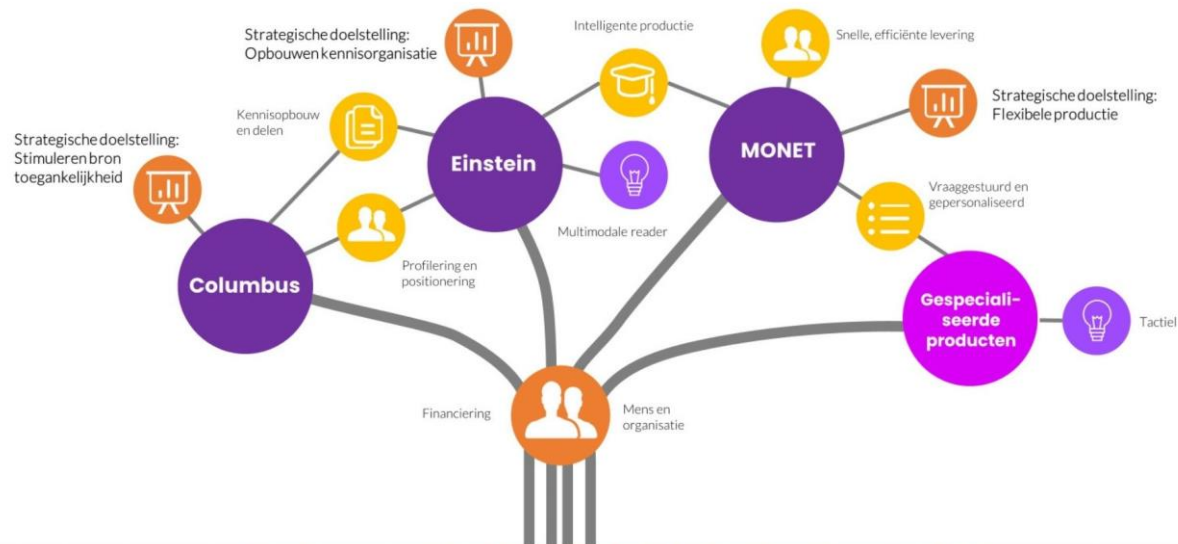 Strategische doelstelling:
Opbouwen kennisorganisatie
Intelligente productie
Snelle, efficiënte levering
Strategische doelstelling:
Flexibele productie
Kennisopbouw
en delen
Strategische doelstelling:
Stimuleren bron
toegankelijkheid
Einstein
MONET
Vraaggestuurd en
gepersonaliseerd
Multimodale reader
Profilering en
positionering
Columbus
Gespeciali-
seerde
producten
Tactiel
Financiering
Mens en
organisatie